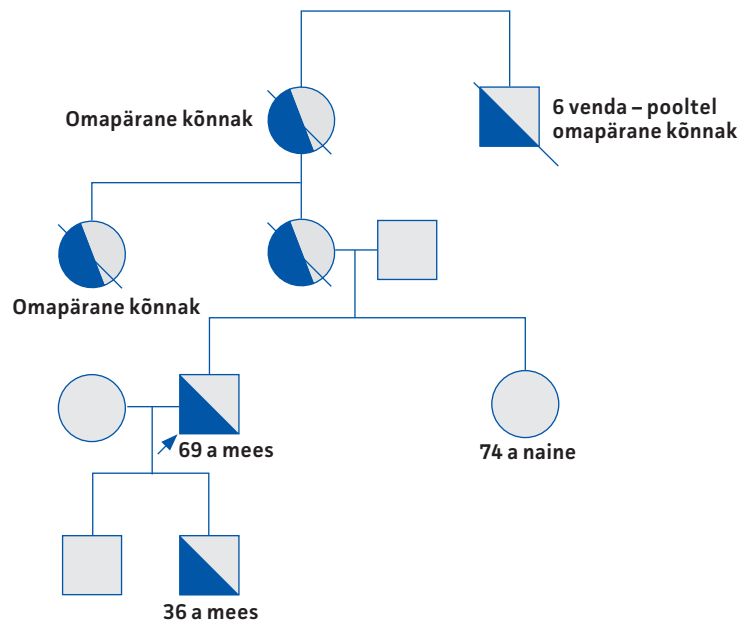 Omapärane kõnnak
6 venda – pooltel
omapärane kõnnak
Omapärane kõnnak
69 a mees
74 a naine
36 a mees